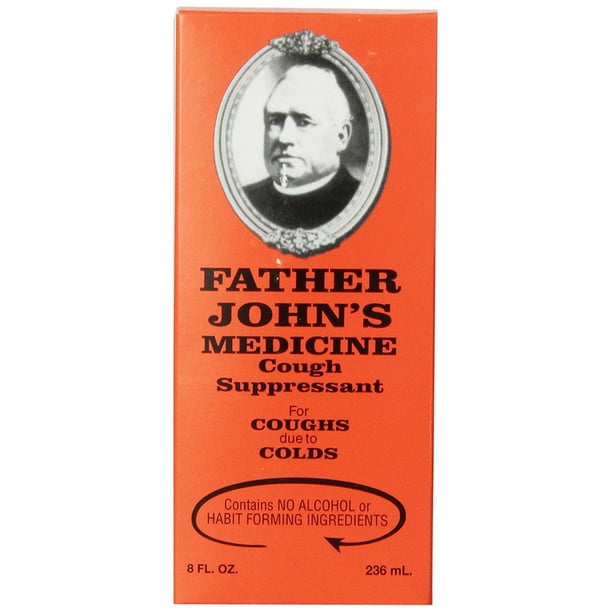 FATHER
JOHN'S
MEDICINE
Cough
Suppressant
For
COUGHS
due to
COLDS
Contains NO ALCOHOL or
HABIT FORMING INGREDIENTS
8 FL. OZ. 236 mL.